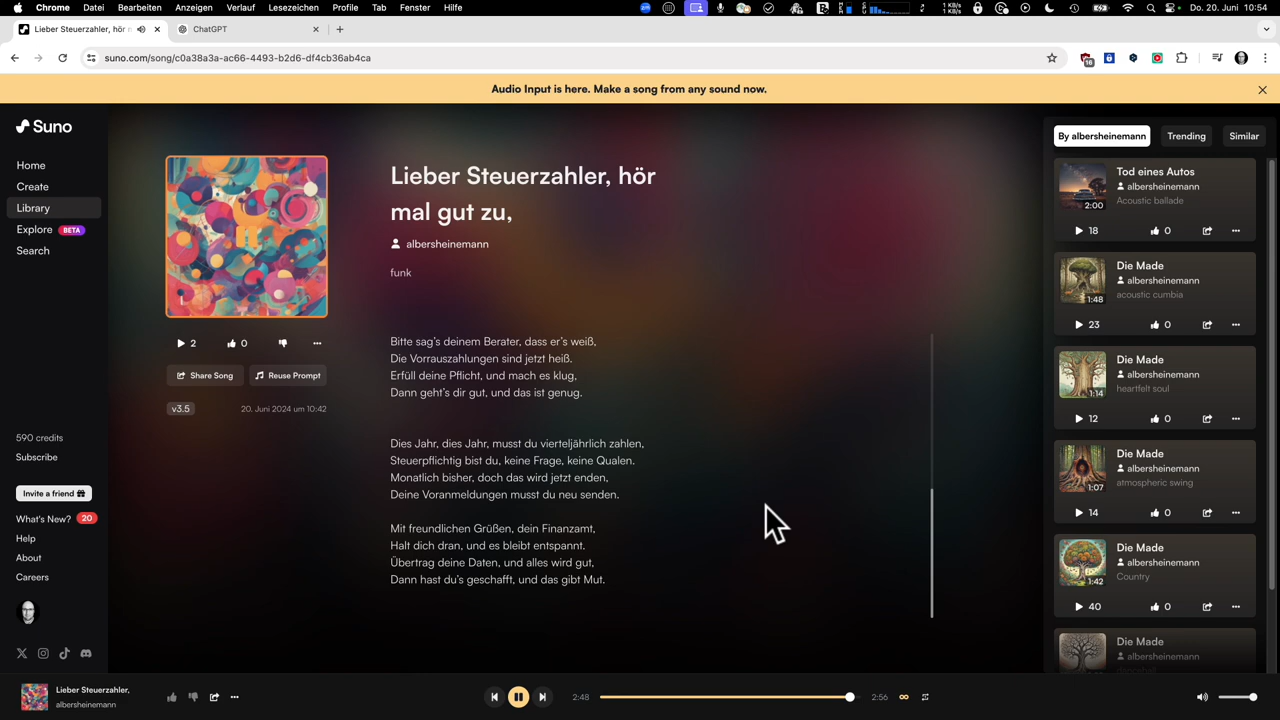 Chrome Datei Bearbeiten Anzeigen Verlauf Lesezeichen Profile Tab Fenster Hilfe 1 KB/s 1 KB/s Do. 20. Juni 10:54
Lieber Steuerzahler, hör m ChatGPT
suno.com/song/c0a38a3a-ac66-4493-b2d6-df4cb36ab4ca 16
Audio Input is here. Make a song from any sound now.
Suno
Home
Create
Library
Explore BETA
Search
590 credits
Subscribe
Invite a friend
What's New? 20
Help
About
Careers
2 0
Share Song Reuse Prompt
v3.5 20. Juni 2024 um 10:42
Lieber Steuerzahler, hör
mal gut zu,
albersheinemann
funk
Bitte sag's deinem Berater, dass er's weiß,
Die Vorrauszahlungen sind jetzt heiß.
Erfüll deine Pflicht, und mach es klug,
Dann geht's dir gut, und das ist genug.
Dies Jahr, dies Jahr, musst du vierteljährlich zahlen,
Steuerpflichtig bist du, keine Frage, keine Qualen.
Monatlich bisher, doch das wird jetzt enden,
Deine Voranmeldungen musst du neu senden.
Mit freundlichen Grüßen, dein Finanzamt,
Halt dich dran, und es bleibt entspannt.
Übertrag deine Daten, und alles wird gut,
Dann hast du's geschafft, und das gibt Mut.
By albersheinemann Trending Similar
Tod eines Autos
albersheinemann
Acoustic ballade
2:00
18 0
Die Made
albersheinemann
acoustic cumbia
1:48
23 0
Die Made
albersheinemann
heartfelt soul
1:14
12 0
Die Made
albersheinemann
atmospheric swing
1:07
14 0
Die Made
albersheinemann
Country
1:42
40 0
Die Made
albersheinemann
Lieber Steuerzahler,
albersheinemann
2:48 2:56